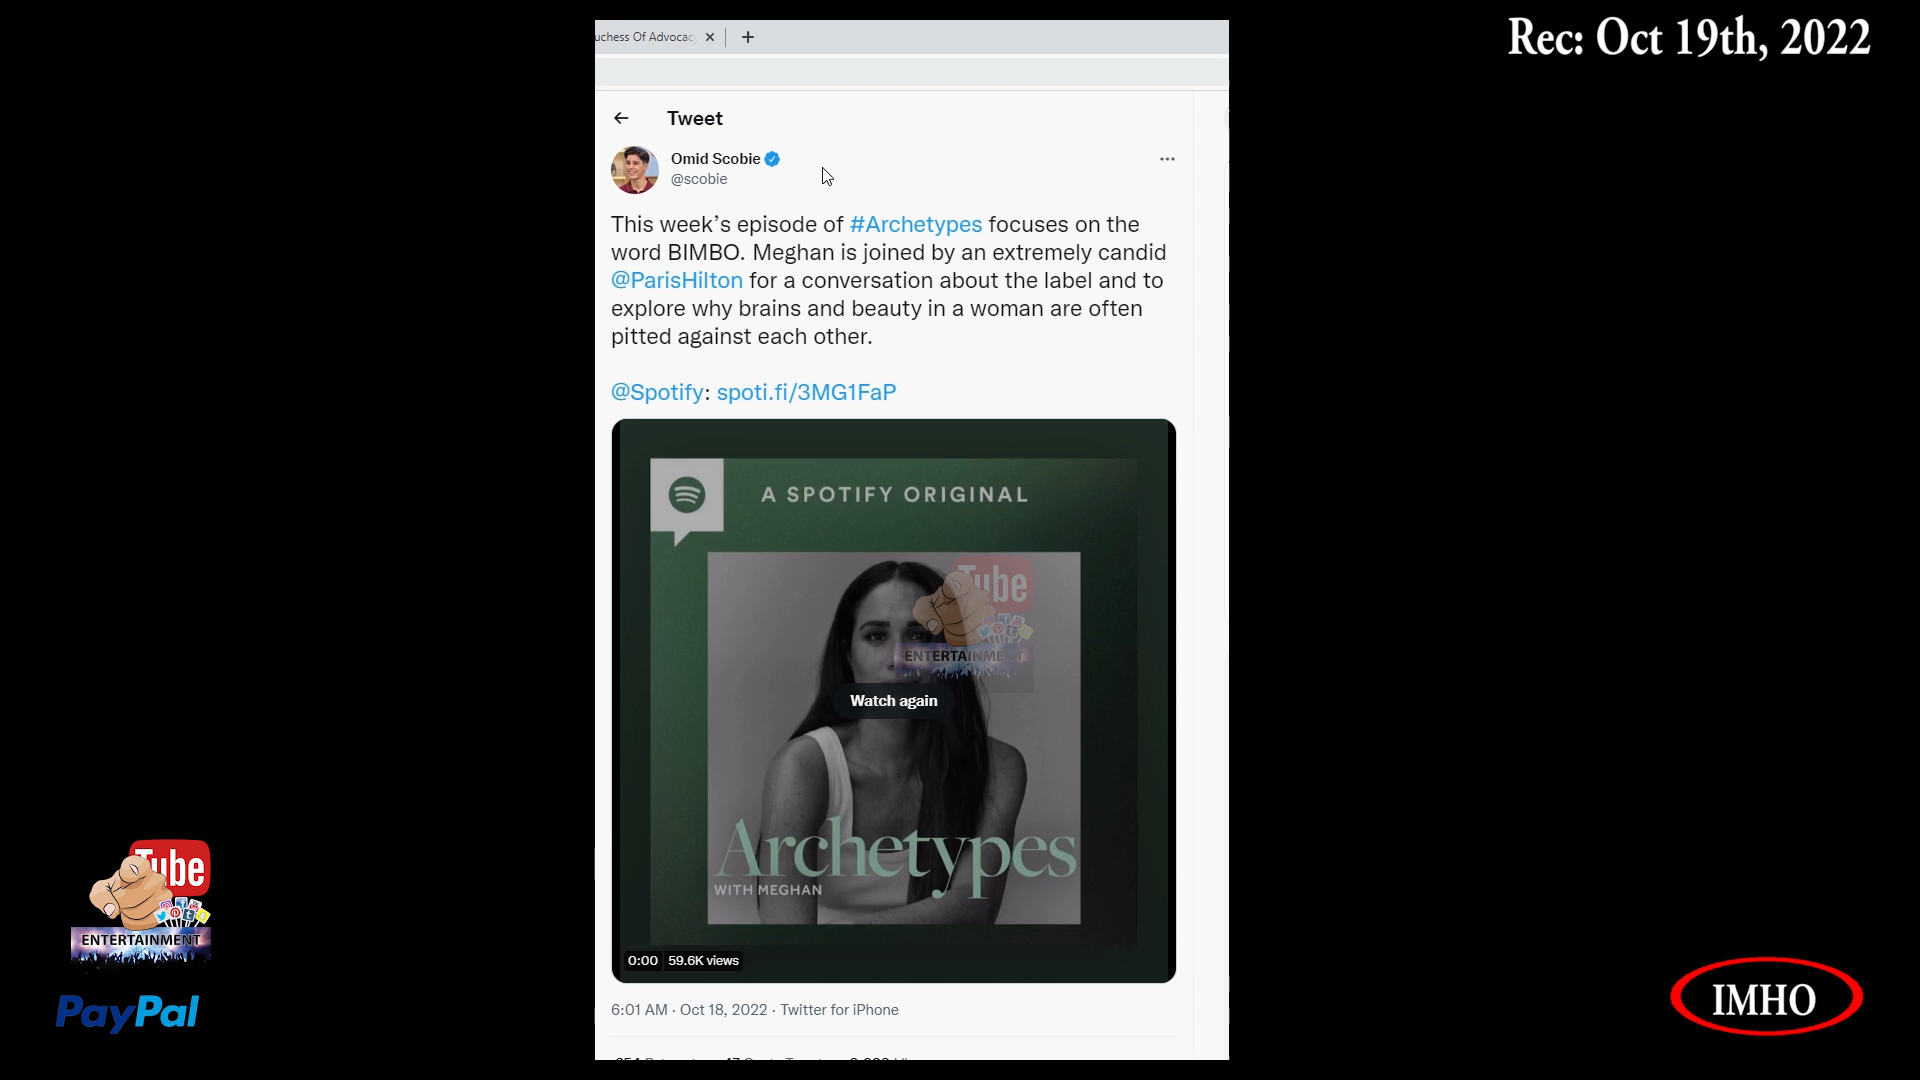 Rec: Oct 19th, 2022
uchess Of Advocac
Tweet
Omid Scobie
@scobie
This week’s episode of #Archetypes focuses on the
word BIMBO. Meghan is joined by an extremely candid
@ParisHilton for a conversation about the label and to
explore why brains and beauty in a woman are often
pitted against each other.
@Spotify: spoti.fi/3MG1FaP
A SPOTIFY ORIGINAL
Tube
ENTERTAINMENT
Watch again
Archetypes
WITH MEGHAN
0:00 59.6K views
6:01 AM · Oct 18, 2022 · Twitter for iPhone
Tube
ENTERTAINMENT
PayPal
IMHO